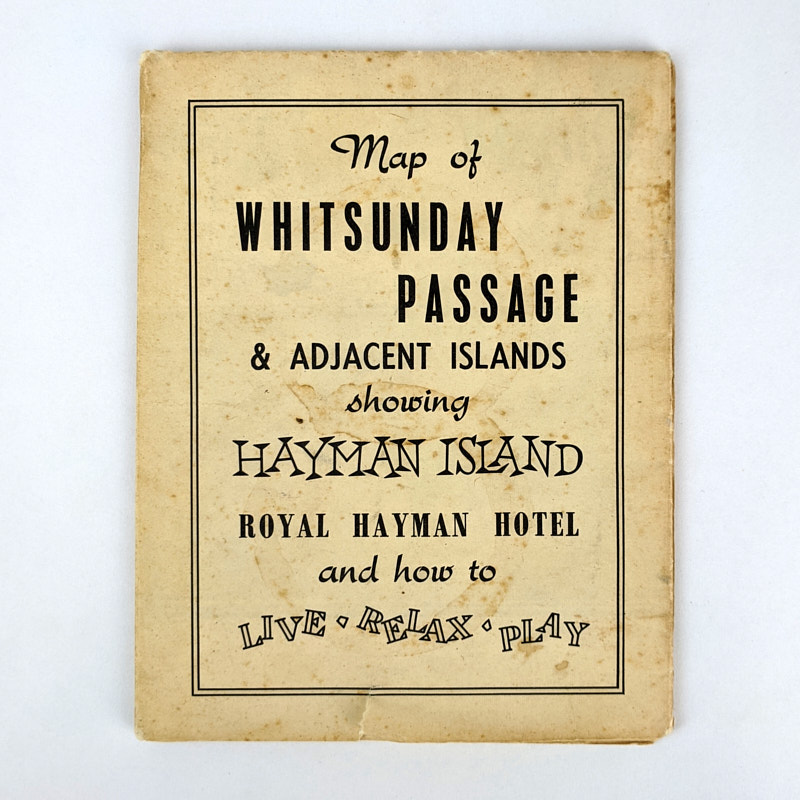 Map of
WHITSUNDAY
PASSAGE
& ADJACENT ISLANDS
showing
HAYMAN ISLAND
ROYAL HAYMAN HOTEL
and how to
LIVE · RELAX · PLAY